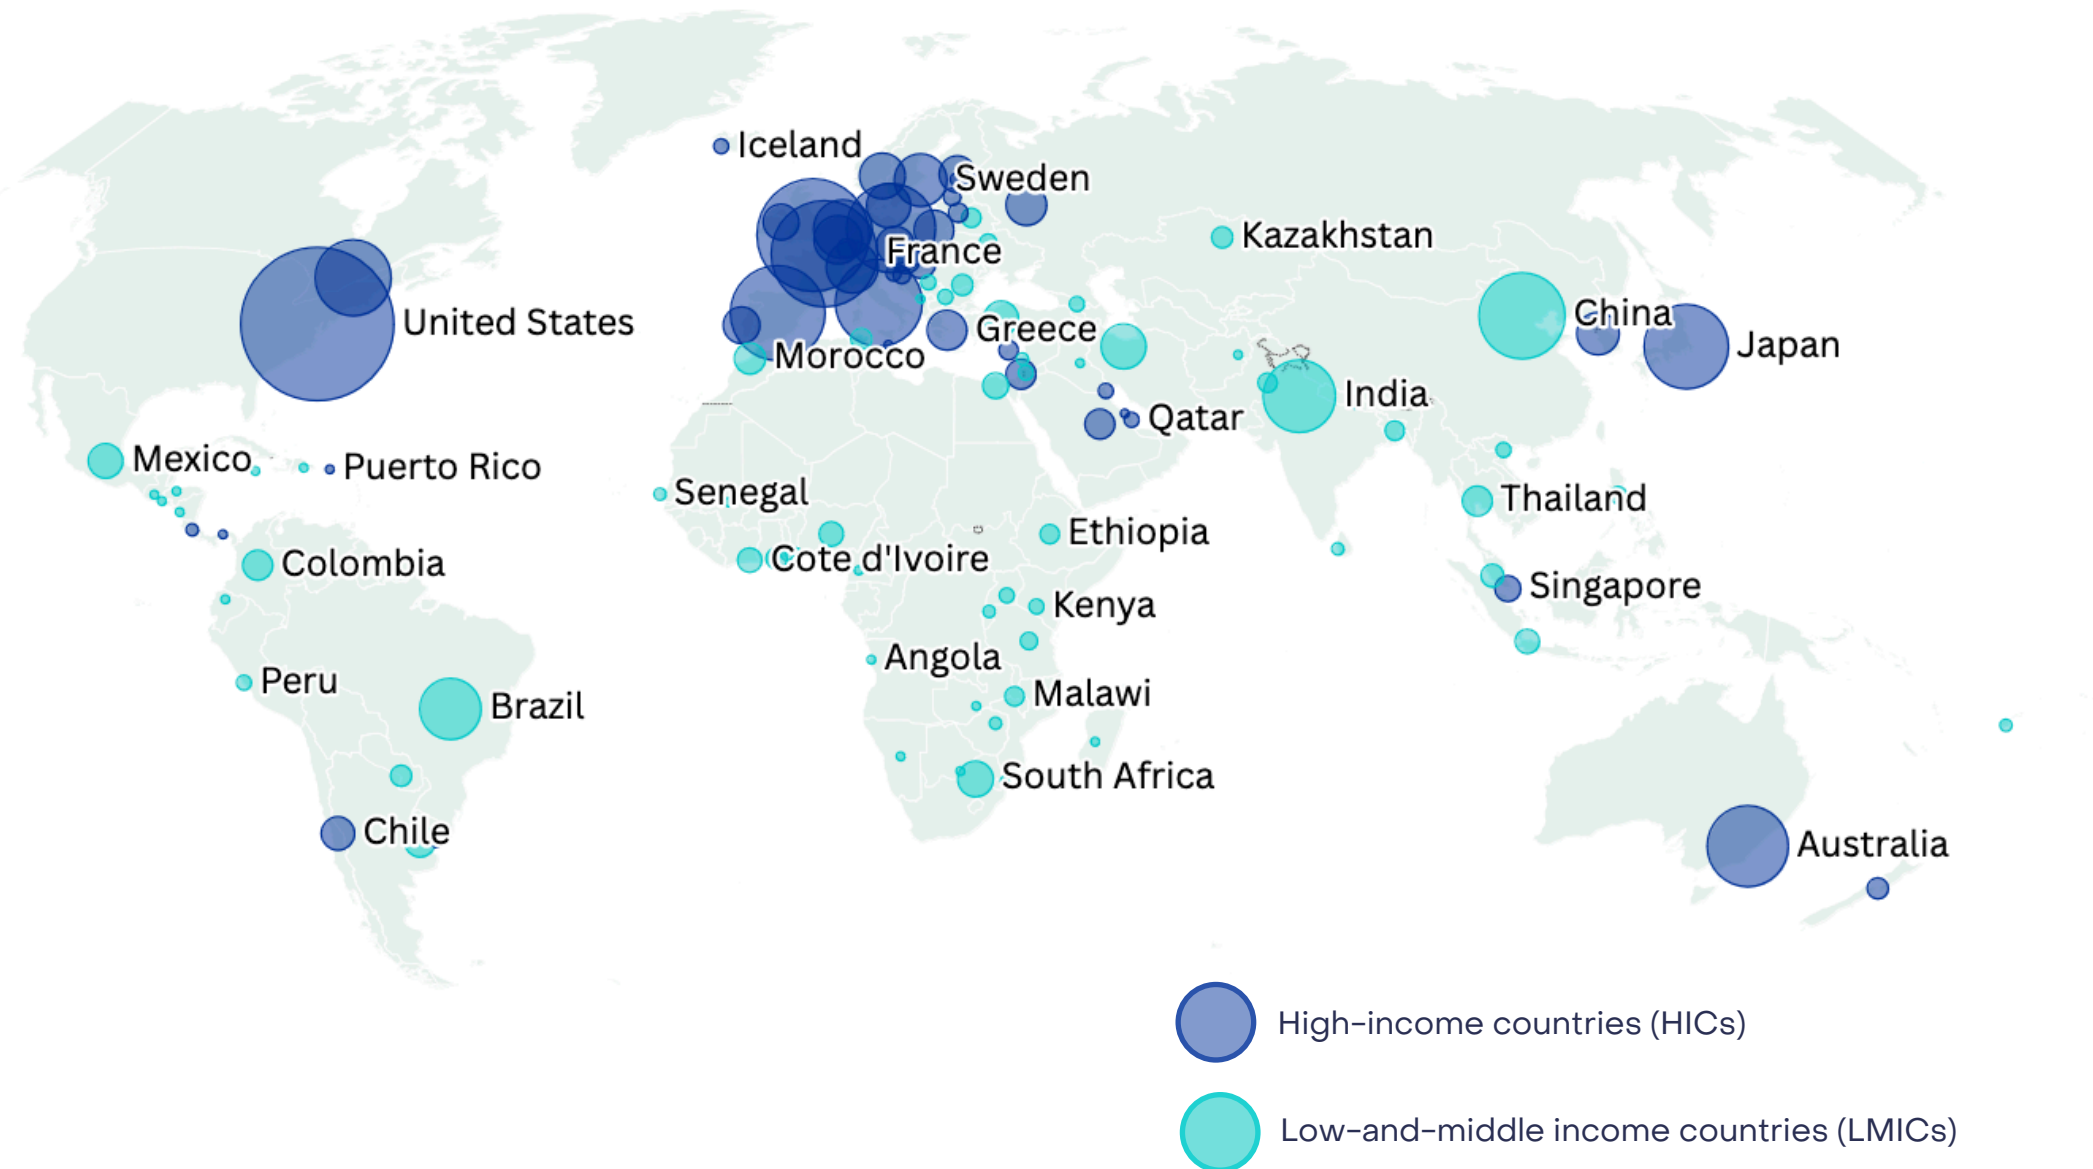 Iceland
Sweden
Kazakhstan
France
China
United States
Greece
Japan
Morocco
India
Qatar
Mexico
Puerto Rico
Senegal
Thailand
Ethiopia
Cote d'Ivoire
Colombia
Singapore
Kenya
Angola
Peru
Malawi
Brazil
South Africa
Chile
Australia
High-income countries (HICs)
Low-and-middle income countries (LMICs)